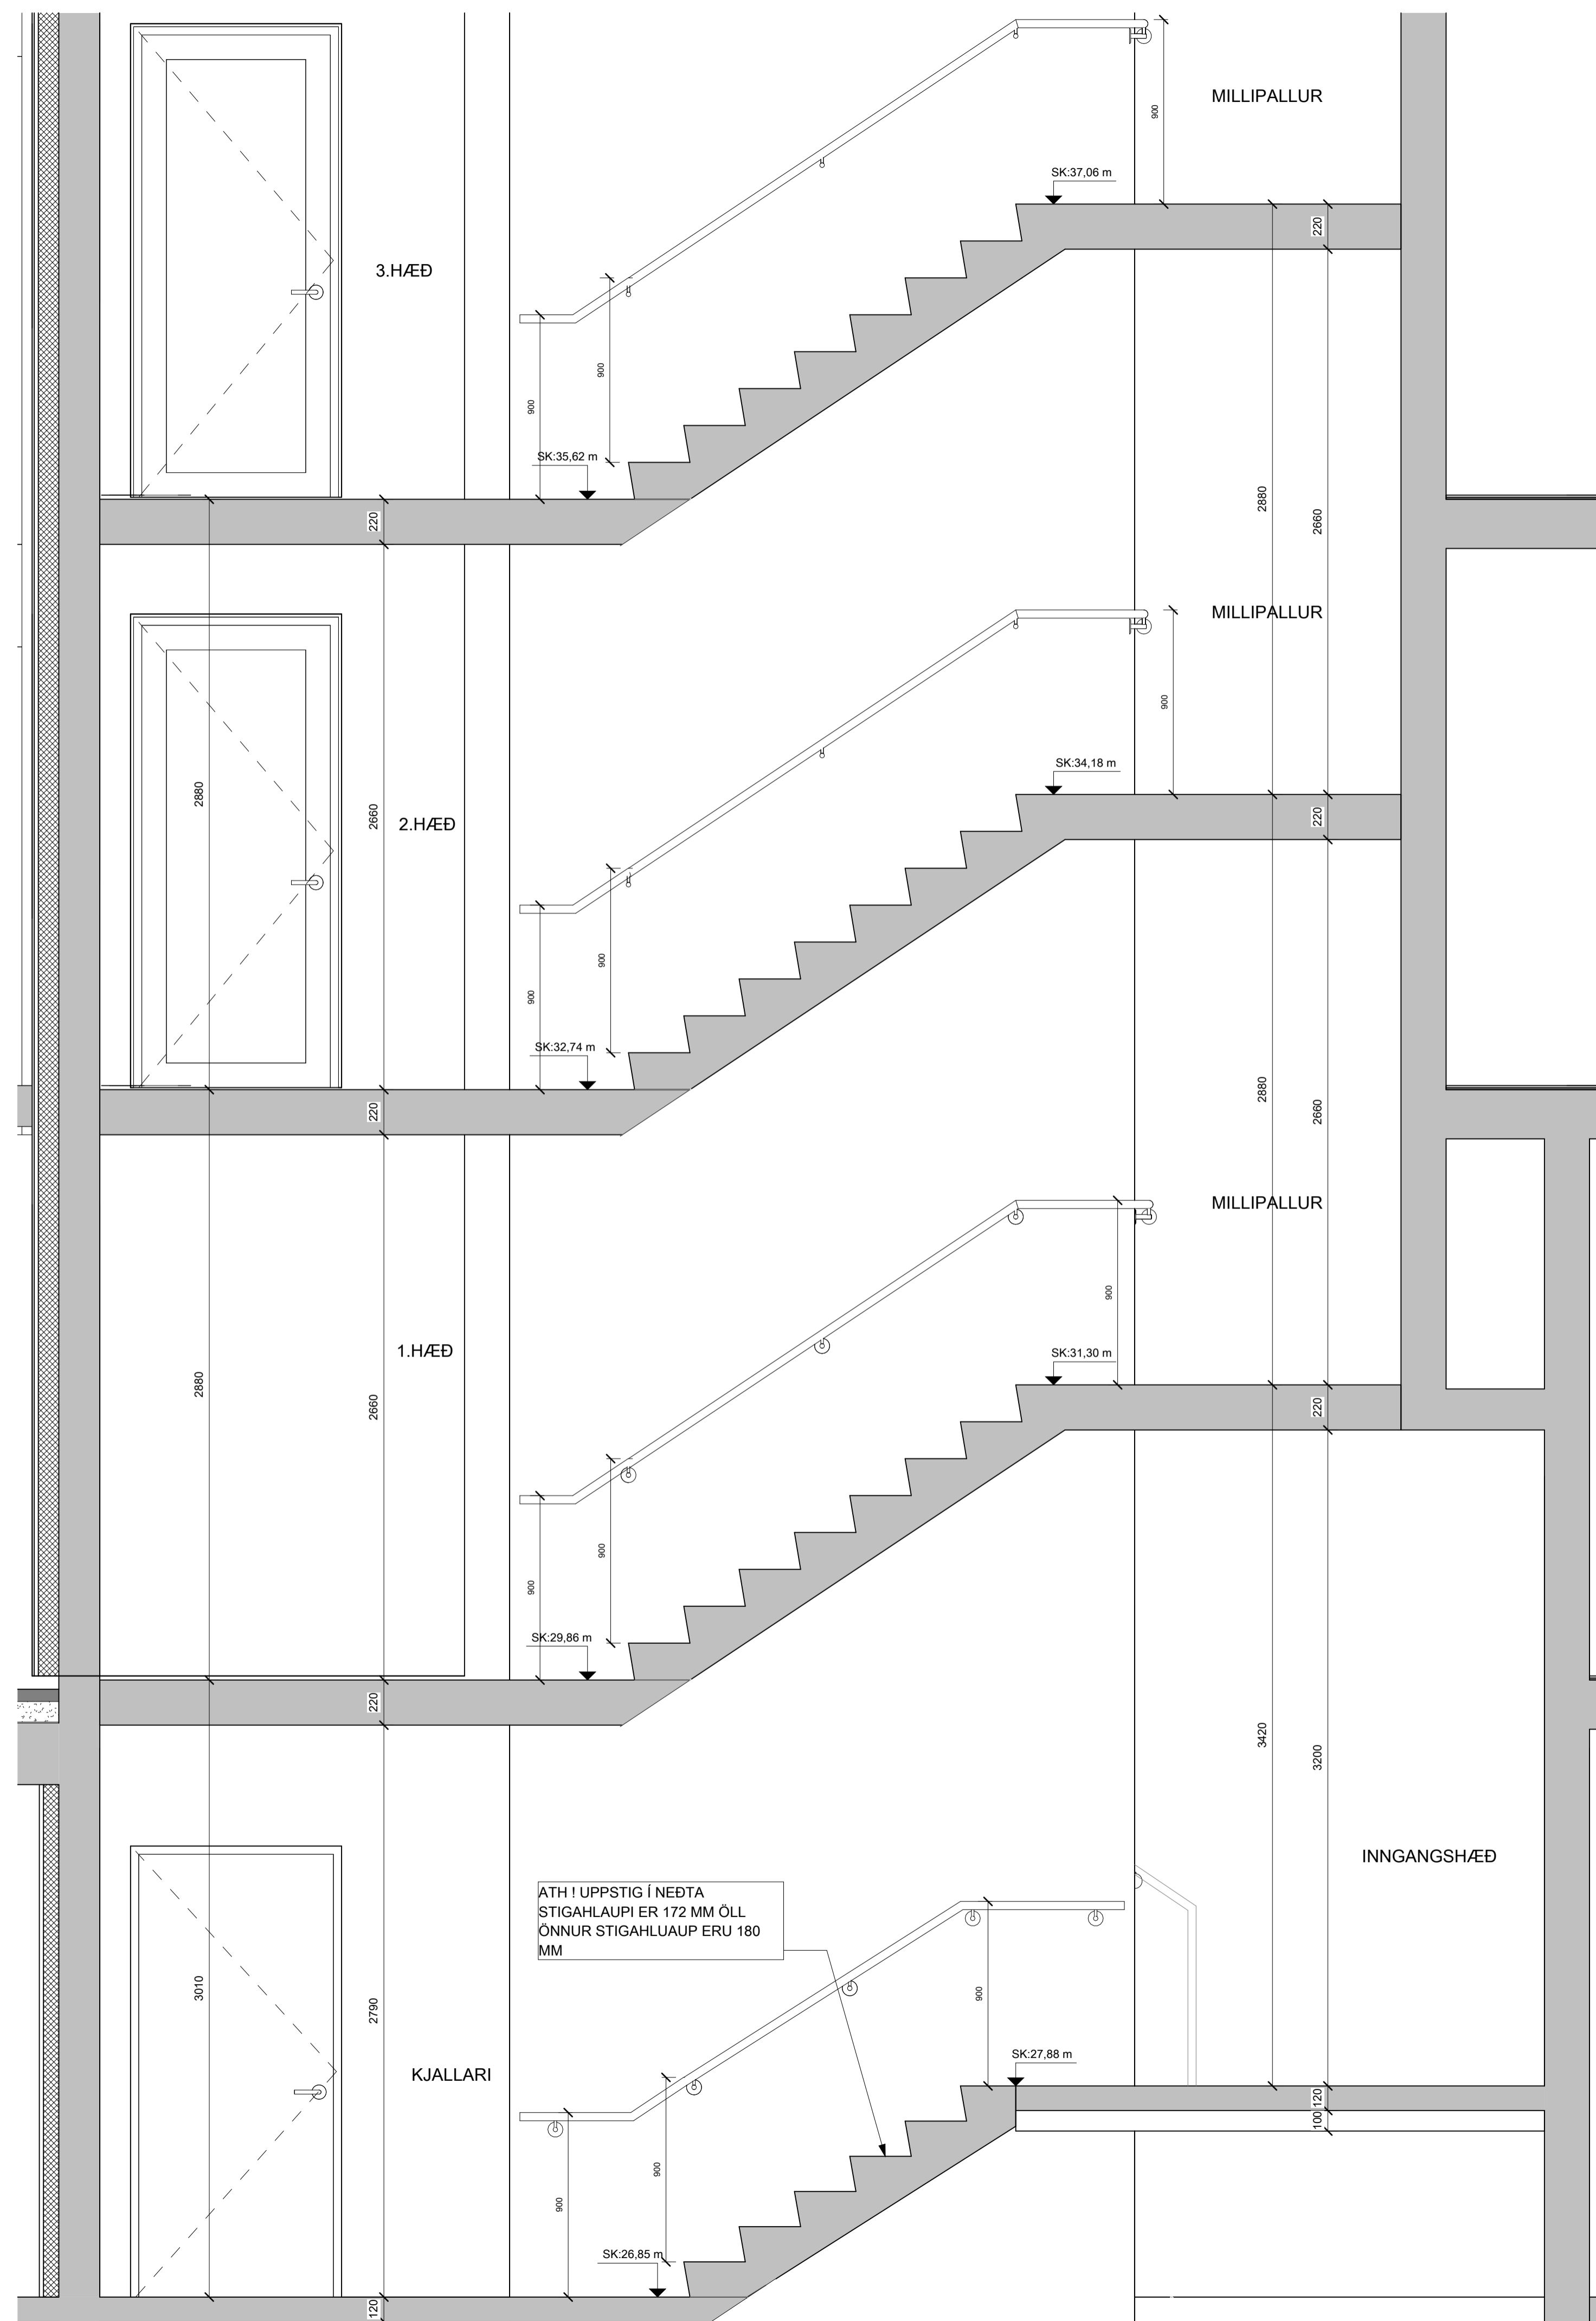 MILLIPALLUR
900
SK:37,06 m
220
3.HÆÐ
900
900
SK:35,62 m
2880
2660
220
MILLIPALLUR
900
SK:34,18 m
2880
2660
2.HÆÐ
220
900
900
SK:32,74 m
2880
2660
220
MILLIPALLUR
900
SK:31,30 m
1.HÆÐ
2880
2660
220
900
900
SK:29,86 m
220
3420
3200
INNGANGSHÆÐ
ATH ! UPPSTIG Í NEÐTA
STIGAHLAUPI ER 172 MM ÖLL
ÖNNUR STIGAHLUAUP ERU 180
MM
3010
2790
900
KJALLARI
SK:27,88 m
120
100
900
900
SK:26,85 m
120